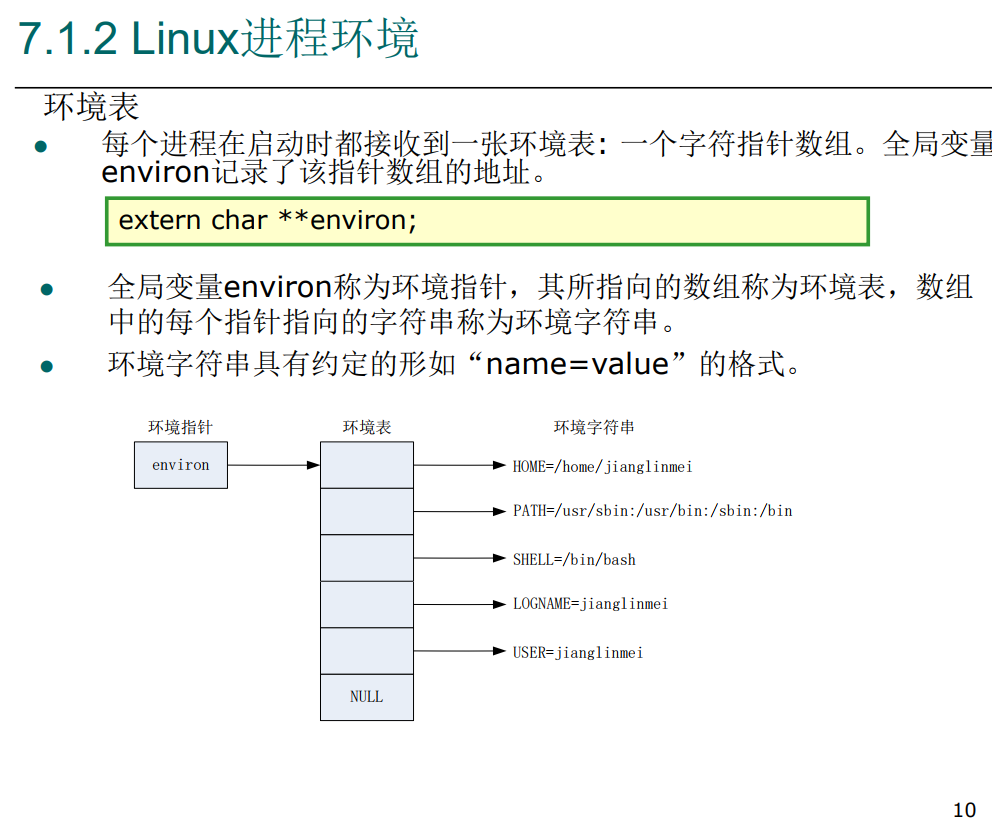 7.1.2 Linux进程环境
环境表
每个进程在启动时都接收到一张环境表：一个字符指针数组。全局变量
environ记录了该指针数组的地址。
extern char **environ;
全局变量environ称为环境指针，其所指向的数组称为环境表，数组
中的每个指针指向的字符串称为环境字符串。
环境字符串具有约定的形如“name=value”的格式。
环境指针 环境表 环境字符串
environ
HOME=/home/jianglinmei
PATH=/usr/sbin:/usr/bin:/sbin:/bin
SHELL=/bin/bash
LOGNAME=jianglinmei
USER=jianglinmei
NULL
10